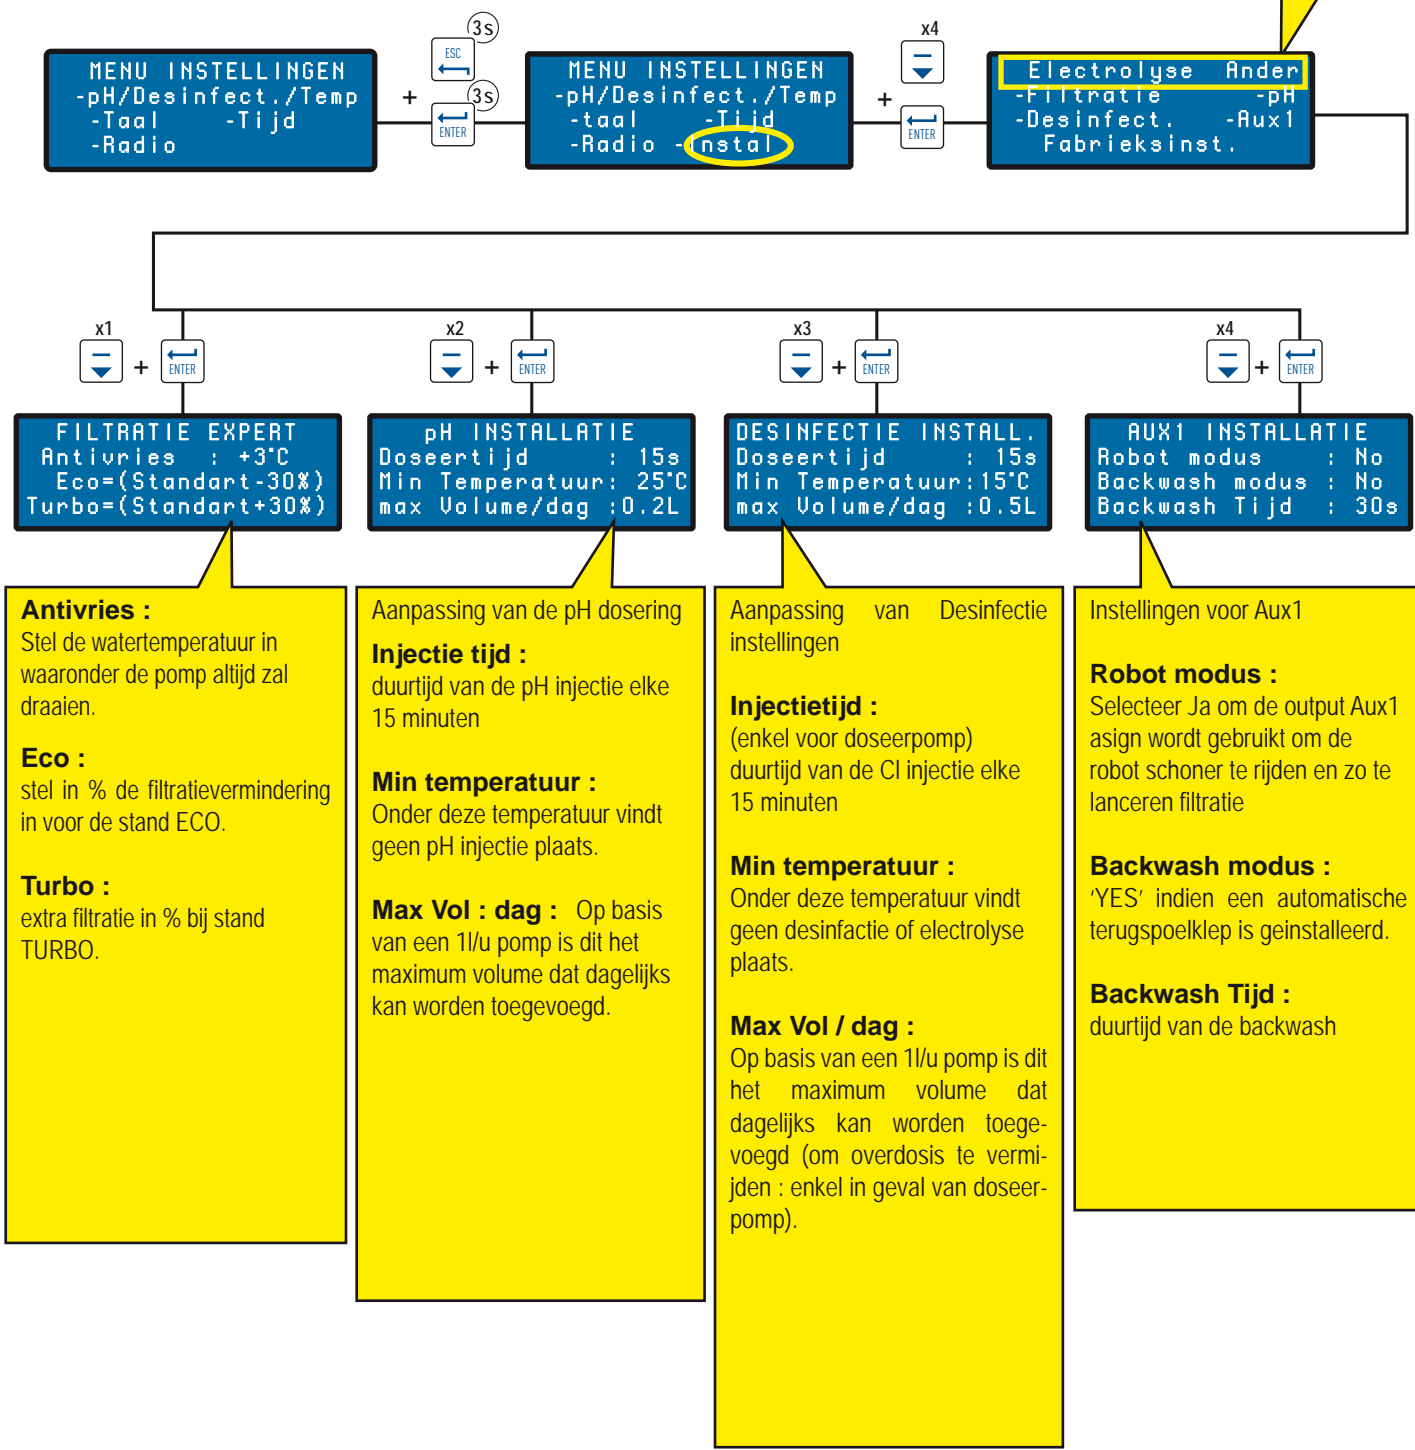 3s
ESC
MENU INSTELLINGEN
-pH/Desinfect./Temp
-Taal -Tijd
-Radio
+
3s
ENTER
MENU INSTELLINGEN
-pH/Desinfect./Temp
-taal -Tijd
-Radio -Instal
x4
+
ENTER
Electrolyse Ander
-Filtratie -pH
-Desinfect. -Aux1
Fabrieksinst.
x1
+
ENTER
x2
+
ENTER
x3
+
ENTER
x4
+
ENTER
FILTRATIE EXPERT
Antivries : +3°C
Eco=(Standart-30%)
Turbo=(Standart+30%)
pH INSTALLATIE
Doseertijd : 15s
Min Temperatuur: 25°C
max Volume/dag :0.2L
DESINFECTIE INSTALL.
Doseertijd : 15s
Min Temperatuur:15°C
max Volume/dag :0.5L
AUX1 INSTALLATIE
Robot modus : No
Backwash modus : No
Backwash Tijd : 30s
Antivries :
Stel de watertemperatuur in
waaronder de pomp altijd zal
draaien.
Eco :
stel in % de filtratievermindering
in voor de stand ECO.
Turbo :
extra filtratie in % bij stand
TURBO.
Aanpassing van de pH dosering
Injectie tijd :
duurtijd van de pH injectie elke
15 minuten
Min temperatuur :
Onder deze temperatuur vindt
geen pH injectie plaats.
Max Vol : dag : Op basis
van een 1l/u pomp is dit het
maximum volume dat dagelijks
kan worden toegevoegd.
Aanpassing van Desinfectie
instellingen
Injectietijd :
(enkel voor doseerpomp)
duurtijd van de Cl injectie elke
15 minuten
Min temperatuur :
Onder deze temperatuur vindt
geen desinfactie of electrolyse
plaats.
Max Vol / dag :
Op basis van een 1l/u pomp is dit
het maximum volume dat
dagelijks kan worden toege-
voegd (om overdosis te vermi-
jden : enkel in geval van doseer-
pomp).
Instellingen voor Aux1
Robot modus :
Selecteer Ja om de output Aux1
asign wordt gebruikt om de
robot schoner te rijden en zo te
lanceren filtratie
Backwash modus :
‘YES’ indien een automatische
terugspoelklep is geinstalleerd.
Backwash Tijd :
duurtijd van de backwash